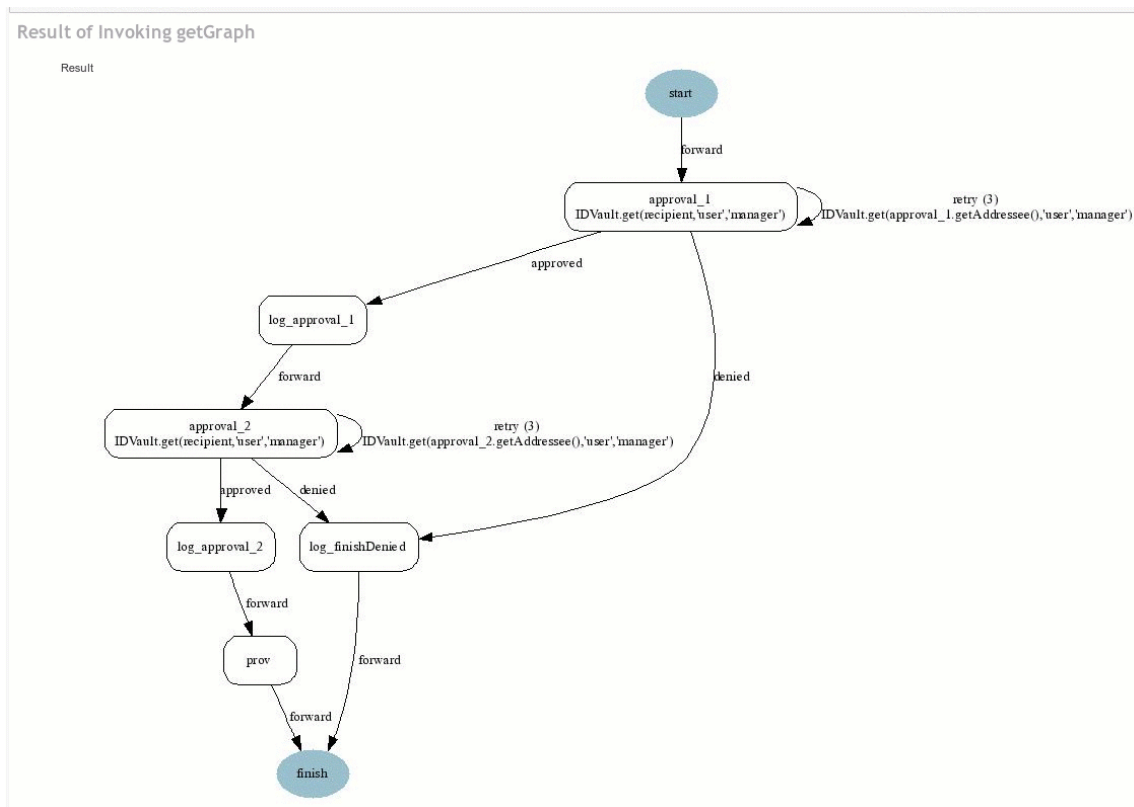 Result of Invoking getGraph
Result
start
forward
approval_1
IDVault.get(recipient,'user','manager')
retry (3)
IDVault.get(approval_1.getAddressee(),'user','manager')
approved
log_approval_1
denied
forward
approval_2
IDVault.get(recipient,'user','manager')
retry (3)
IDVault.get(approval_2.getAddressee(),'user','manager')
approved
denied
log_approval_2
log_finishDenied
forward
prov
forward
forward
finish